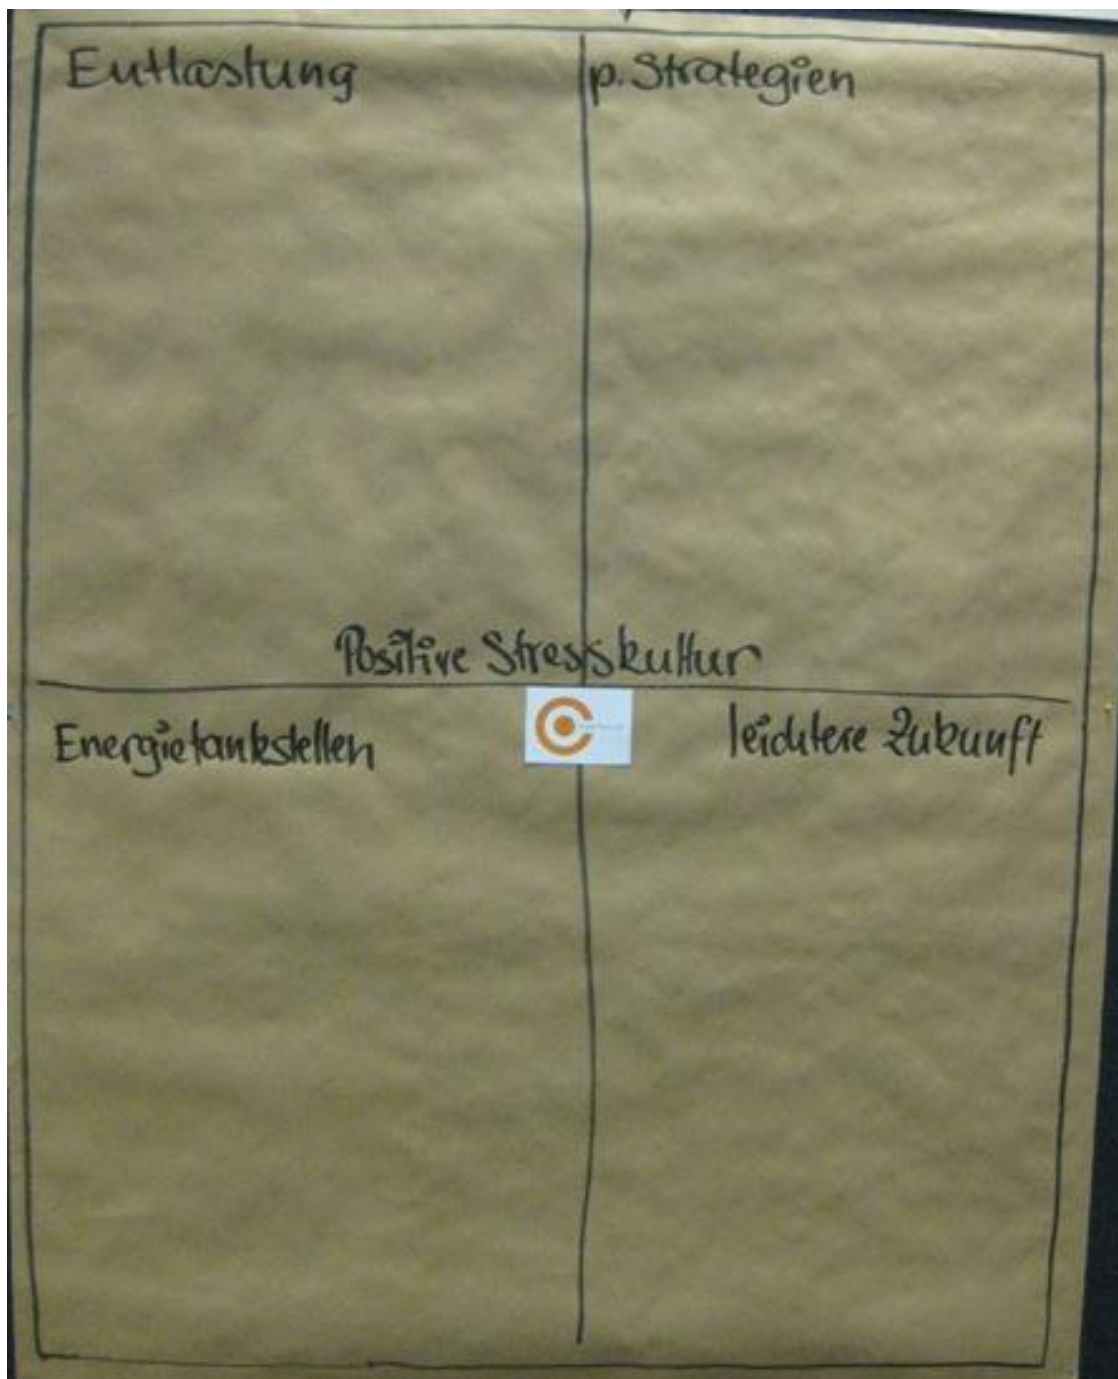 Entlastung
p. Strategien
Positive Stresskultur
Energietankstellen
leichtere Zukunft